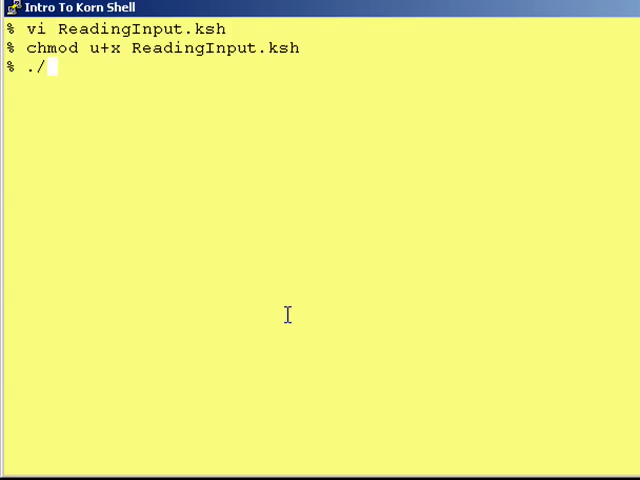 Intro To Korn Shell
% vi ReadingInput.ksh
% chmod u+x ReadingInput.ksh
% ./